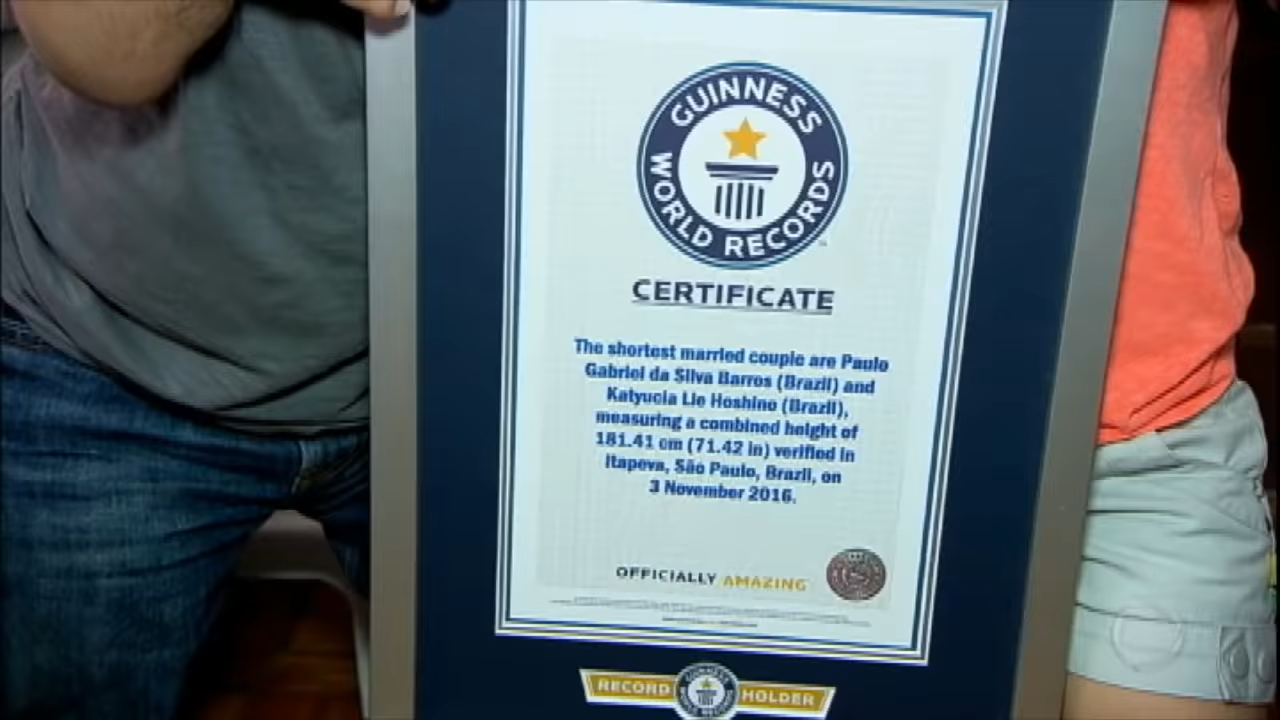 GUINNESS
WORLD RECORDS
CERTIFICATE
The shortest married couple are Paulo
Gabriel da Silva Barros (Brazil) and
Katyucia Lie Hoshino (Brazil),
measuring a combined height of
181.41 cm (71.42 in) verified in
Itapeva, São Paulo, Brazil, on
3 November 2016.
OFFICIALLY AMAZING
RECORD HOLDER